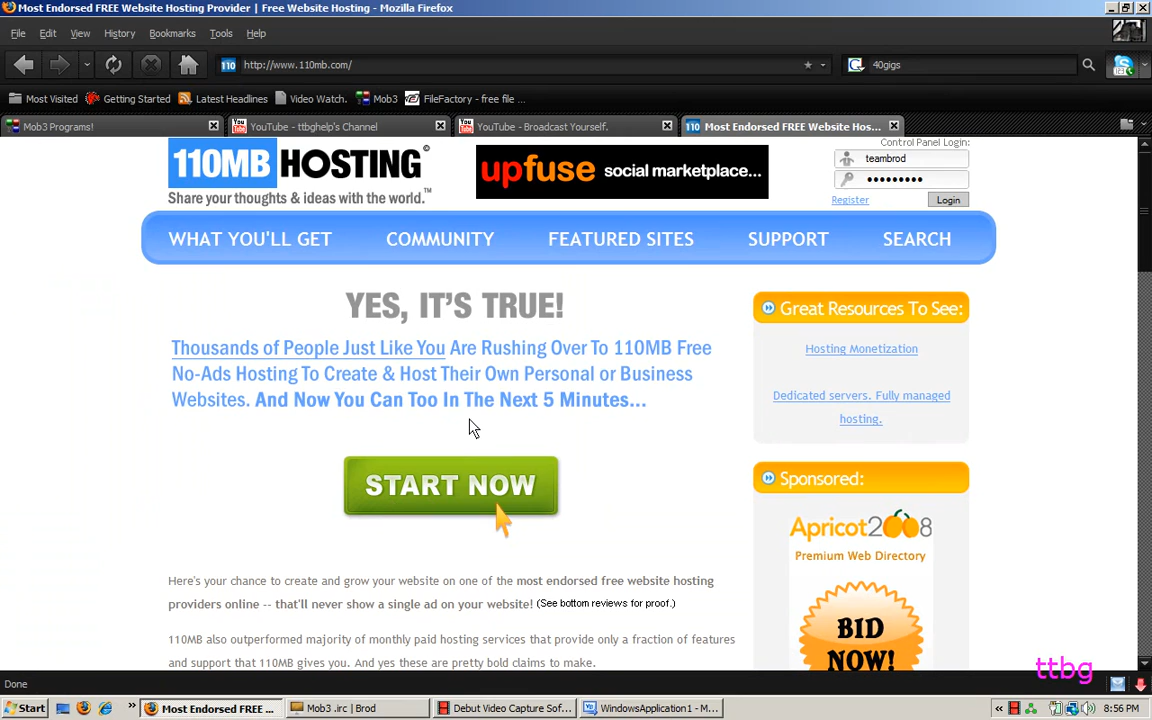 Most Endorsed FREE Website Hosting Provider | Free Website Hosting - Mozilla Firefox
File Edit View History Bookmarks Tools Help
110 http://www.110mb.com/ 40gigs
Most Visited Getting Started Latest Headlines Video Watch. Mob3 FileFactory - free file ...
Mob3 Programs! YouTube - ttbghelp's Channel YouTube - Broadcast Yourself. 110 Most Endorsed FREE Website Hos...
Control Panel Login:
110MB HOSTING©
Share your thoughts & ideas with the world.™
upfuse social marketplace...
teambrod
•••••••••
Register Login
WHAT YOU'LL GET COMMUNITY FEATURED SITES SUPPORT SEARCH
YES, IT'S TRUE!
Thousands of People Just Like You Are Rushing Over To 110MB Free
No-Ads Hosting To Create & Host Their Own Personal or Business
Websites. And Now You Can Too In The Next 5 Minutes...
START NOW
Here's your chance to create and grow your website on one of the most endorsed free website hosting
providers online -- that'll never show a single ad on your website! (See bottom reviews for proof.)
110MB also outperformed majority of monthly paid hosting services that provide only a fraction of features
and support that 110MB gives you. And yes these are pretty bold claims to make.
Great Resources To See:
Hosting Monetization
Dedicated servers. Fully managed
hosting.
Sponsored:
Apricot2008
Premium Web Directory
BID
NOW!
ttbg
Done
Start Most Endorsed FREE ... Mob3 .irc | Brod Debut Video Capture Sof... WindowsApplication1 - M... 8:56 PM